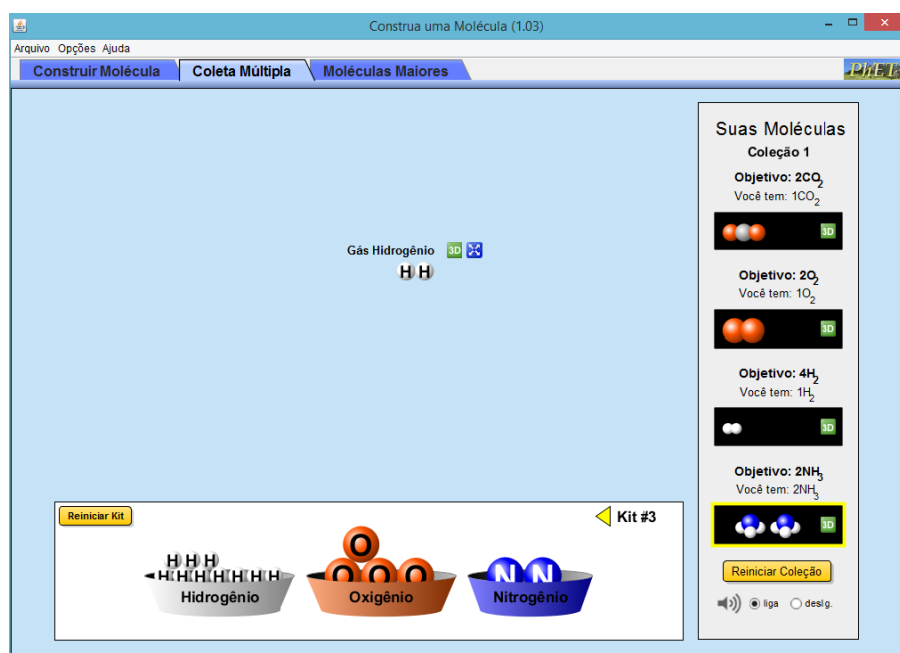 Construa uma Molécula (1.03)
Arquivo Opções Ajuda
Construir Molécula Coleta Múltipla Moléculas Maiores
PhET
Suas Moléculas
Coleção 1
Objetivo: 2CO2
Você tem: 1CO2
3D
Objetivo: 2O2
Você tem: 1O2
3D
Objetivo: 4H2
Você tem: 1H2
3D
Objetivo: 2NH3
Você tem: 2NH3
3D
Reiniciar Coleção
liga deslg.
Gás Hidrogênio 3D
H H
Reiniciar Kit
Kit #3
H H H
H H H H H H H
Hidrogênio
O
O O O
Oxigênio
N N
Nitrogênio